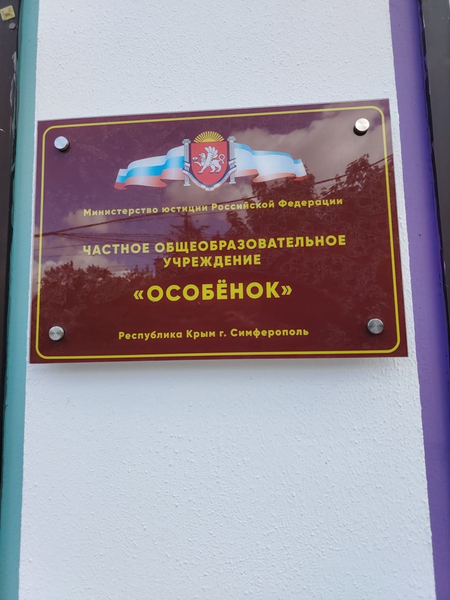 Министерство юстиции Российской Федерации
ЧАСТНОЕ ОБЩЕОБРАЗОВАТЕЛЬНОЕ
УЧРЕЖДЕНИЕ
«ОСОБЁНОК»
Республика Крым г. Симферополь